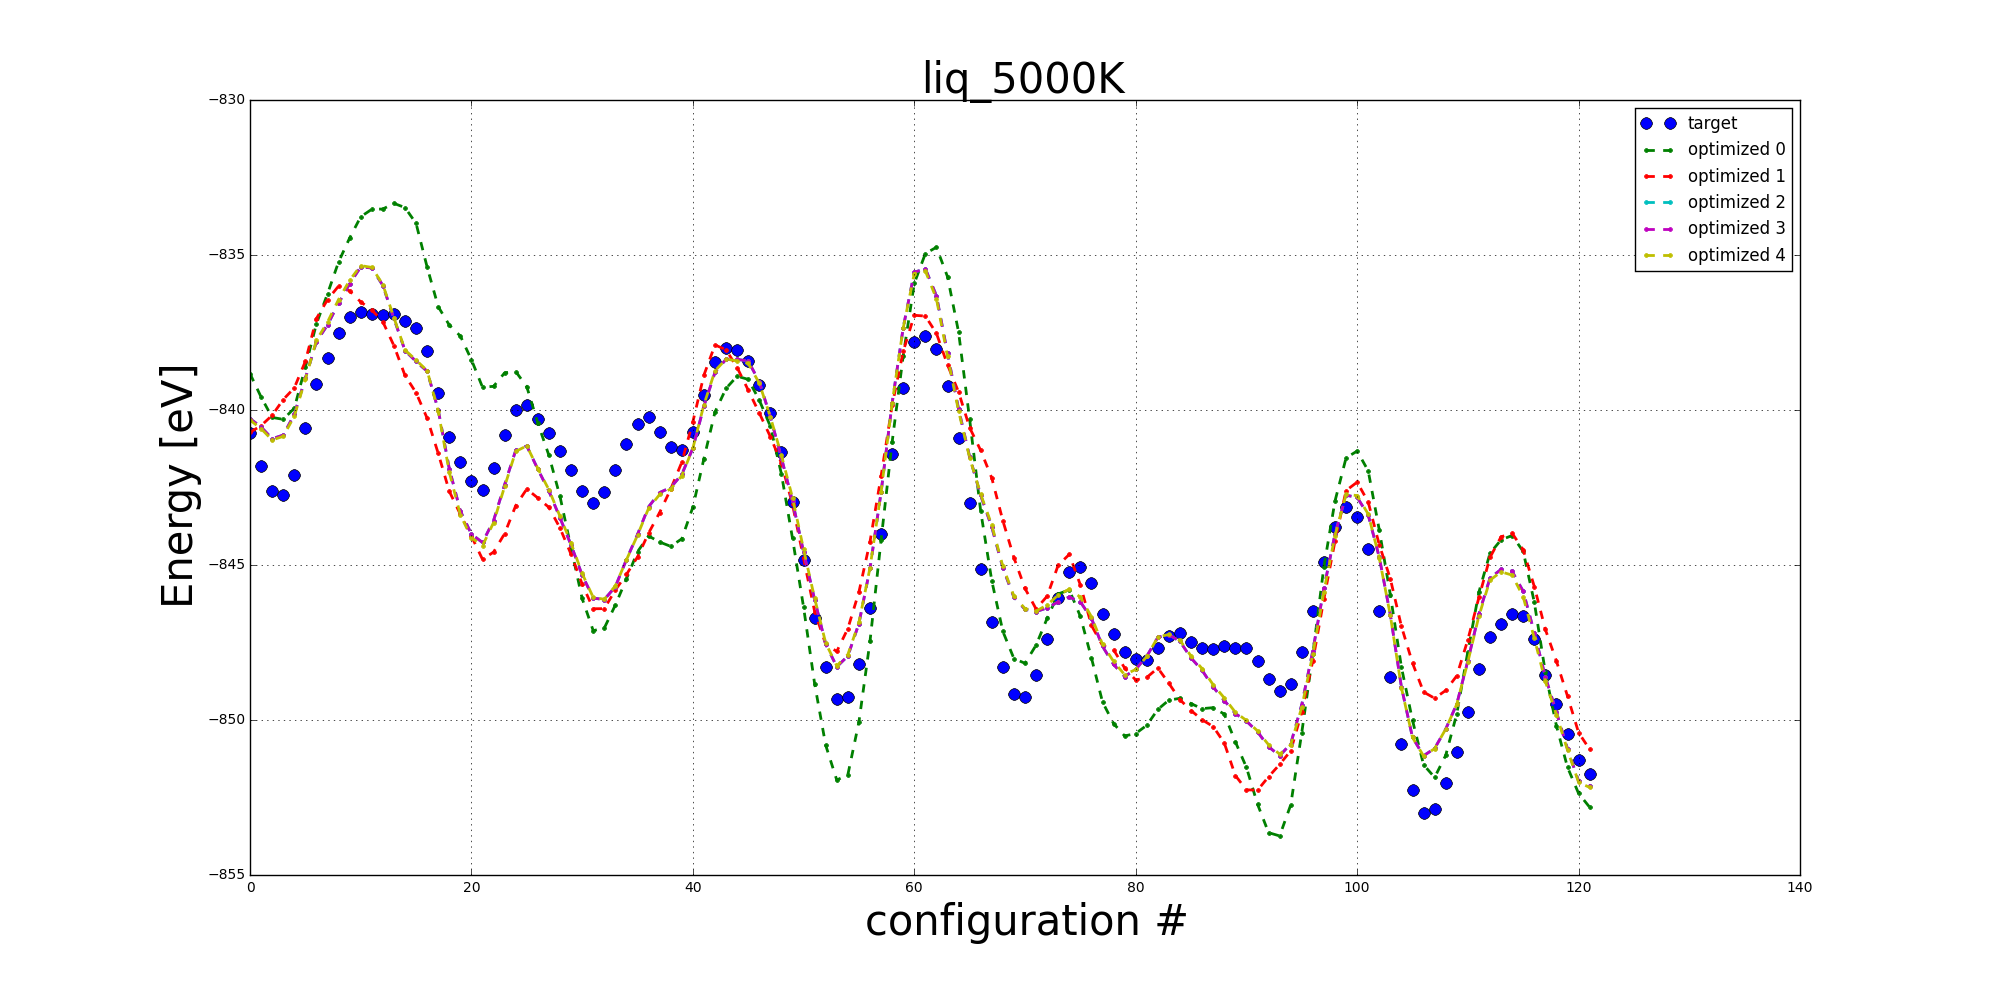 liq_5000K
−830
−835
−840
−845
−850
−855
Energy [eV]
target
optimized 0
optimized 1
optimized 2
optimized 3
optimized 4
0 20 40 60 80 100 120 140
configuration #